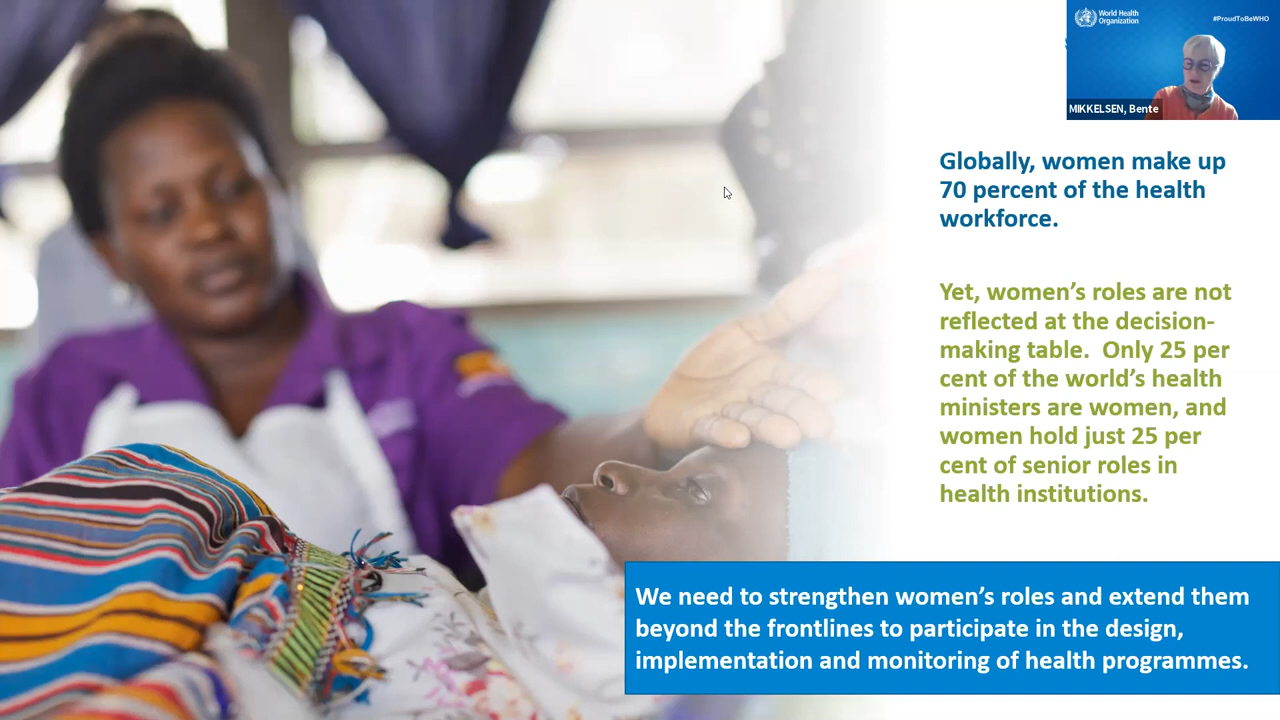 World Health
Organization
#ProudToBeWHO
MIKKELSEN, Bente
Globally, women make up
70 percent of the health
workforce.
Yet, women’s roles are not
reflected at the decision-
making table.  Only 25 per
cent of the world’s health
ministers are women, and
women hold just 25 per
cent of senior roles in
health institutions.
We need to strengthen women’s roles and extend them
beyond the frontlines to participate in the design,
implementation and monitoring of health programmes.